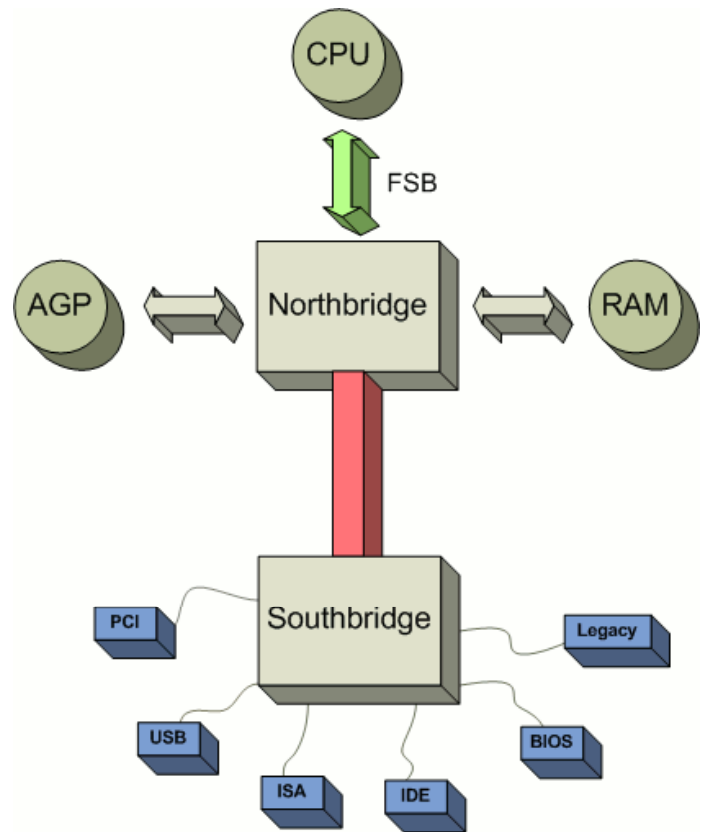 CPU
FSB
AGP
Northbridge
RAM
PCI
Southbridge
Legacy
USB
BIOS
ISA
IDE